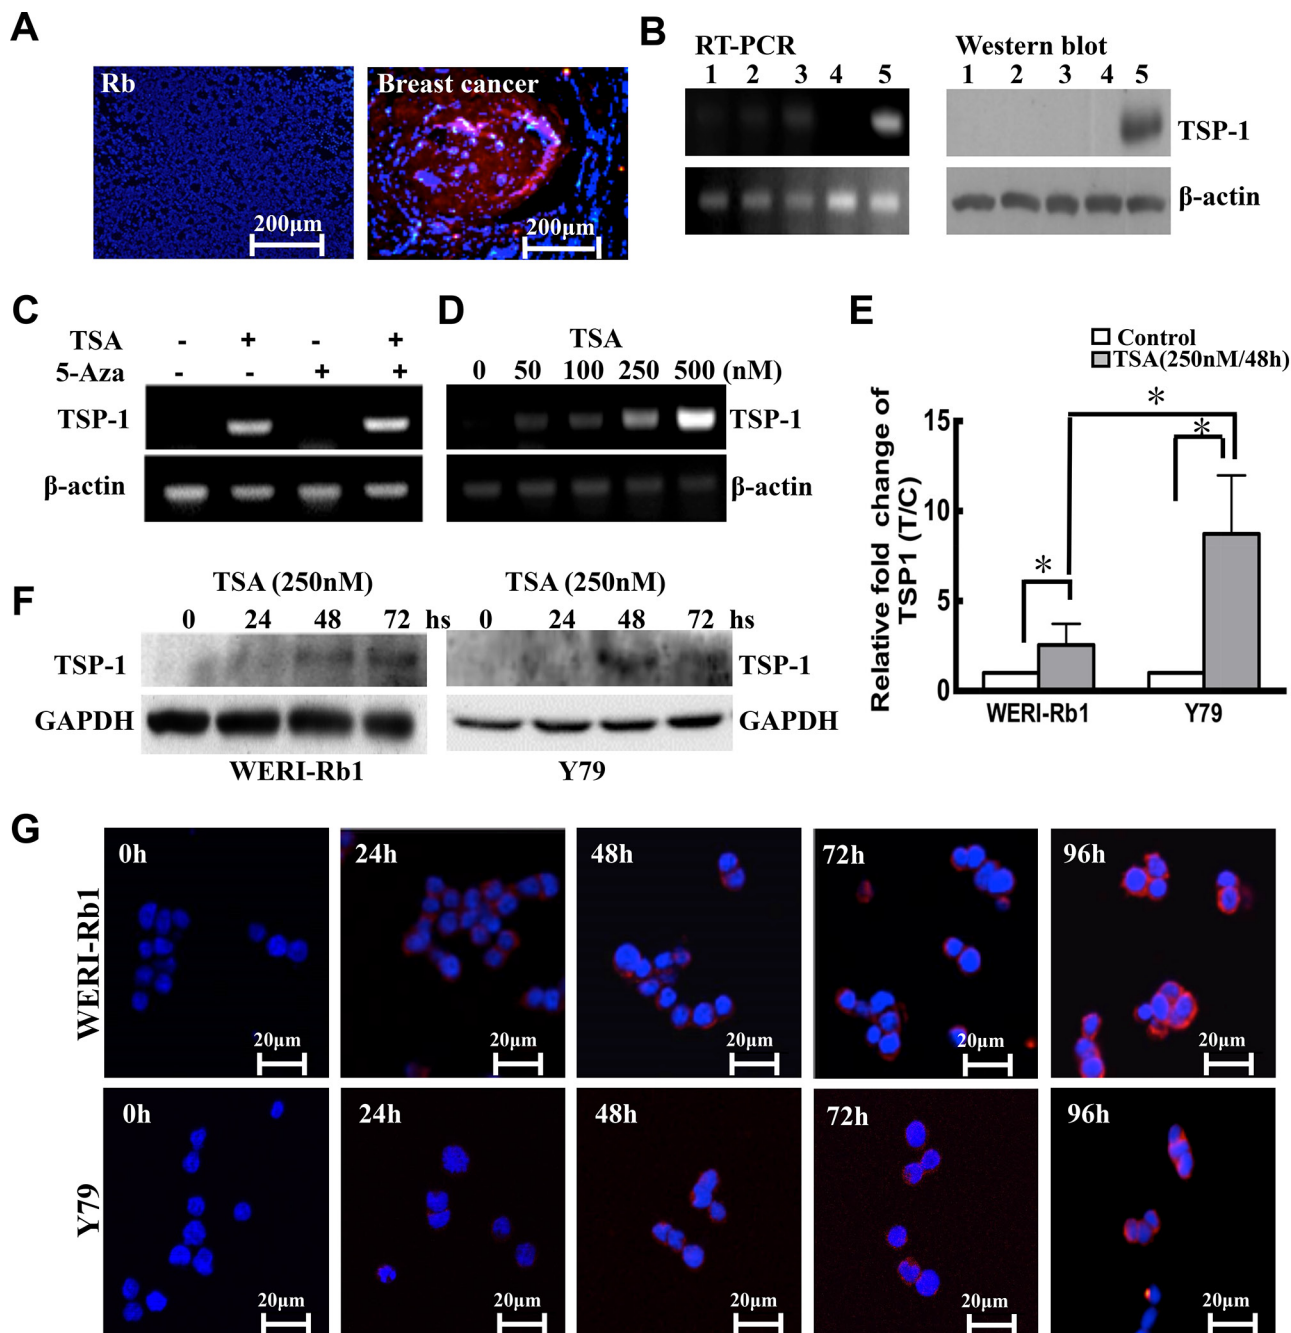 A
Rb
200μm
Breast cancer
200μm
B
RT-PCR
1 2 3 4 5
Western blot
1 2 3 4 5
TSP-1
β-actin
C
TSA - + - +
5-Aza - - + +
TSP-1
β-actin
D
TSA
0 50 100 250 500 (nM)
TSP-1
β-actin
E
Control
TSA(250nM/48h)
Relative fold change of
TSP1 (T/C)
15
10
5
0
*
*
*
WERI-Rb1
Y79
F
TSA (250nM)
0 24 48 72 hs
TSP-1
GAPDH
WERI-Rb1
TSA (250nM)
0 24 48 72 hs
TSP-1
GAPDH
Y79
G
WERI-Rb1
0h
20μm
24h
20μm
48h
20μm
72h
20μm
96h
20μm
Y79
0h
20μm
24h
20μm
48h
20μm
72h
20μm
96h
20μm